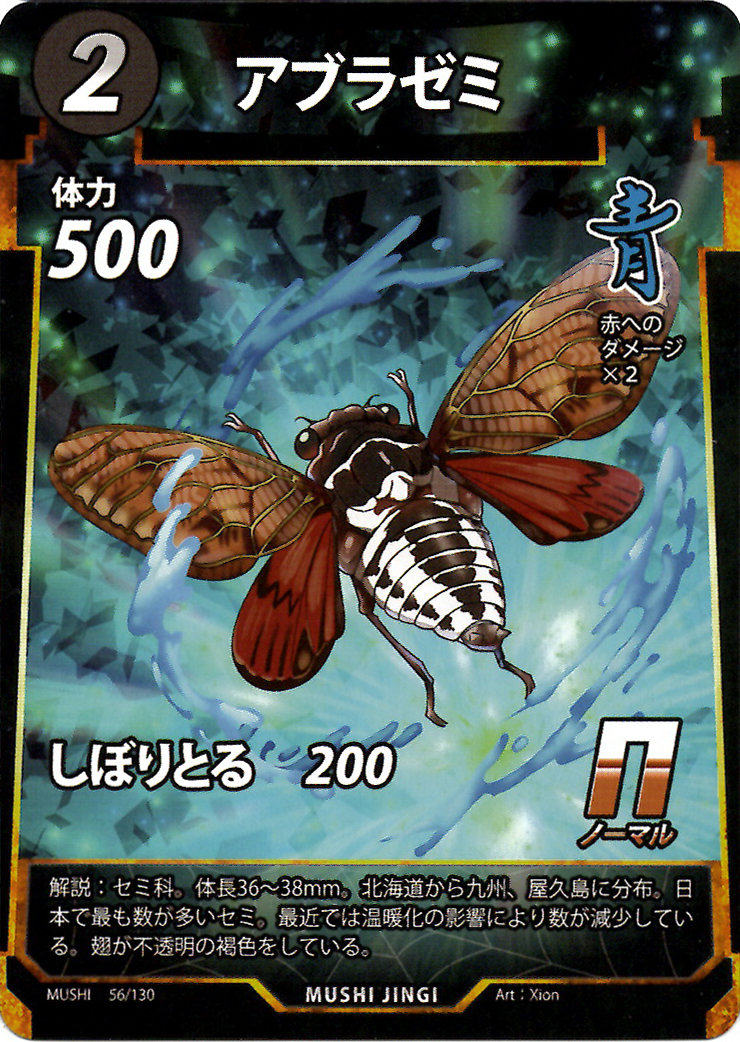 2
アブラゼミ
体力
500
青
赤への
ダメージ
×2
しぼりとる 200
n
ノーマル
解説：セミ科。体長36～38mm。北海道から九州、屋久島に分布。日
本で最も数が多いセミ。最近では温暖化の影響により数が減少してい
る。翅が不透明の褐色をしている。
MUSHI 56/130
MUSHI JINGI
Art：Xion